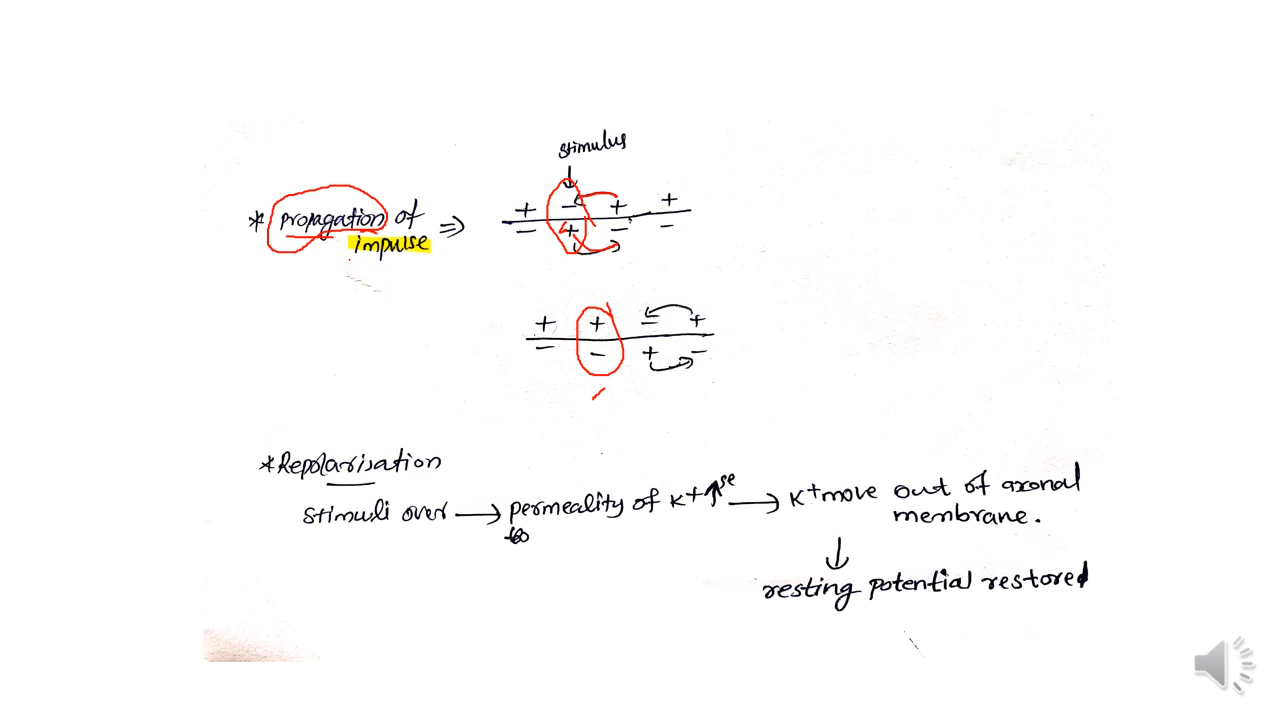 stimulus
* propagation of
impulse ⇒
+ - + +
- + - -
+ + = +
- - + -
*Repolarisation
stimuli over → permeality of K+ ↑se → K+ move out of axonal
membrane.
↓
resting potential restored